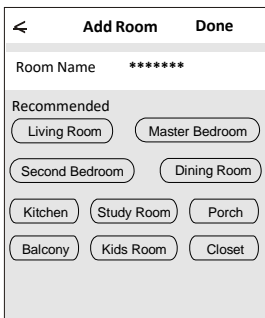 Add Room Done
Room Name *******
Recommended
Living Room Master Bedroom
Second Bedroom Dining Room
Kitchen Study Room Porch
Balcony Kids Room Closet